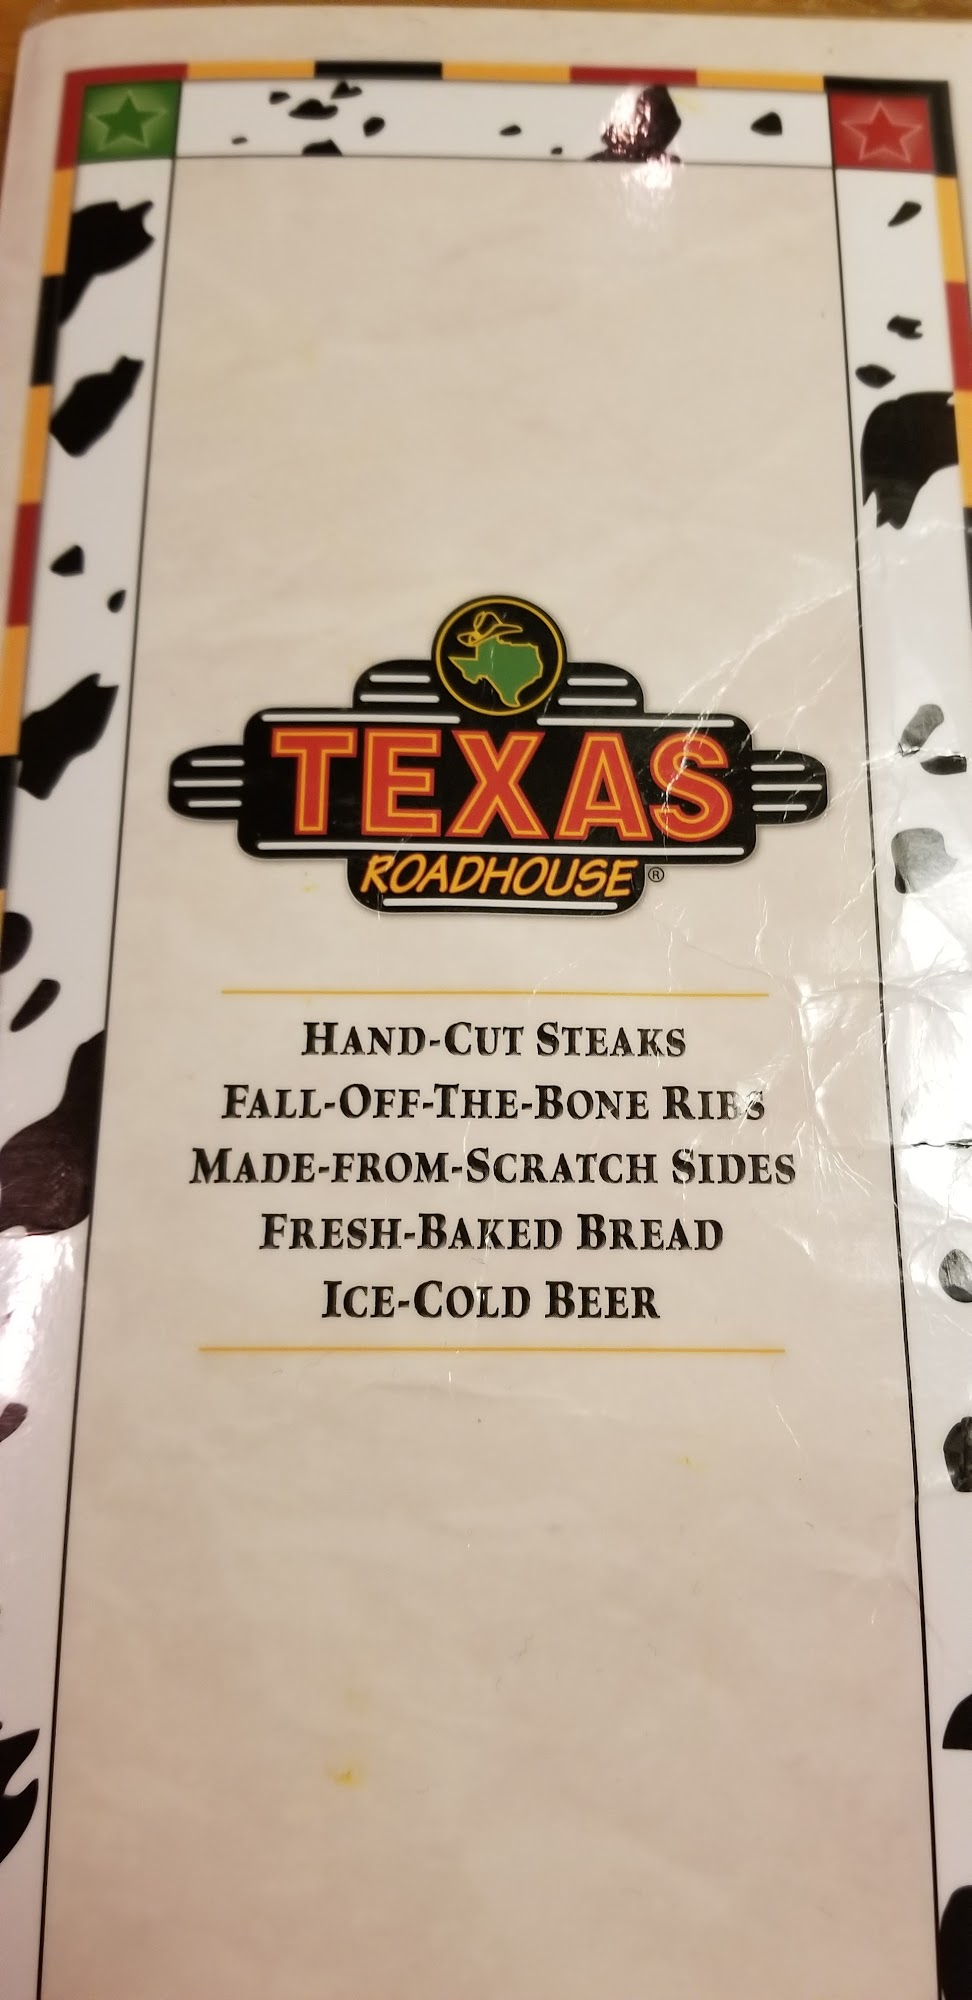 TEXAS
ROADHOUSE®
HAND-CUT STEAKS
FALL-OFF-THE-BONE RIBS
MADE-FROM-SCRATCH SIDES
FRESH-BAKED BREAD
ICE-COLD BEER